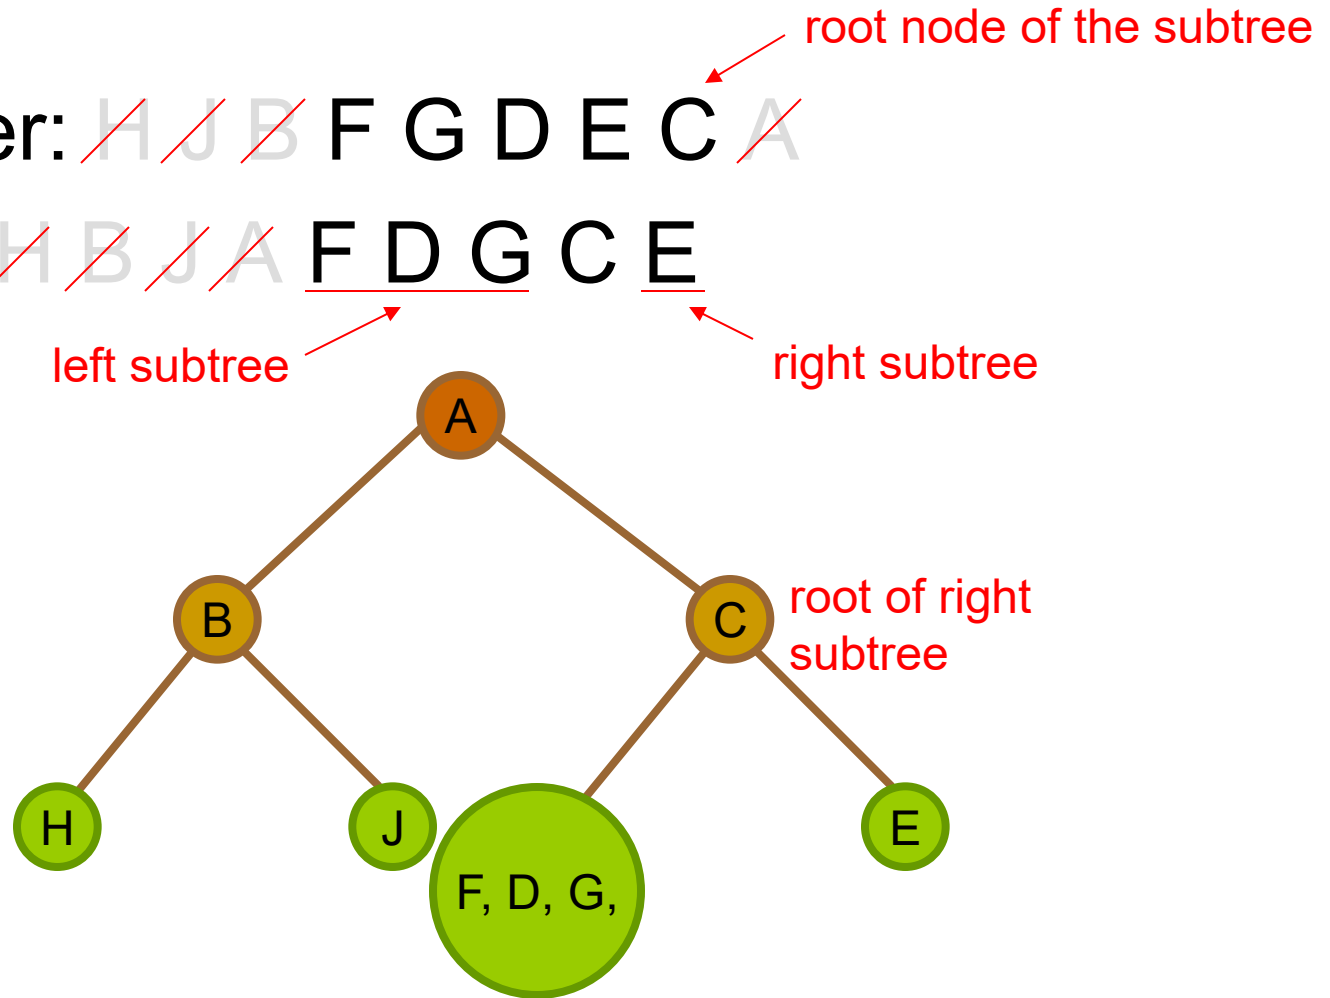 root node of the subtree
er: H J B F G D E C A
H B J A F D G C E
left subtree
right subtree
A
B
C
root of right
subtree
H
J
F, D, G,
E